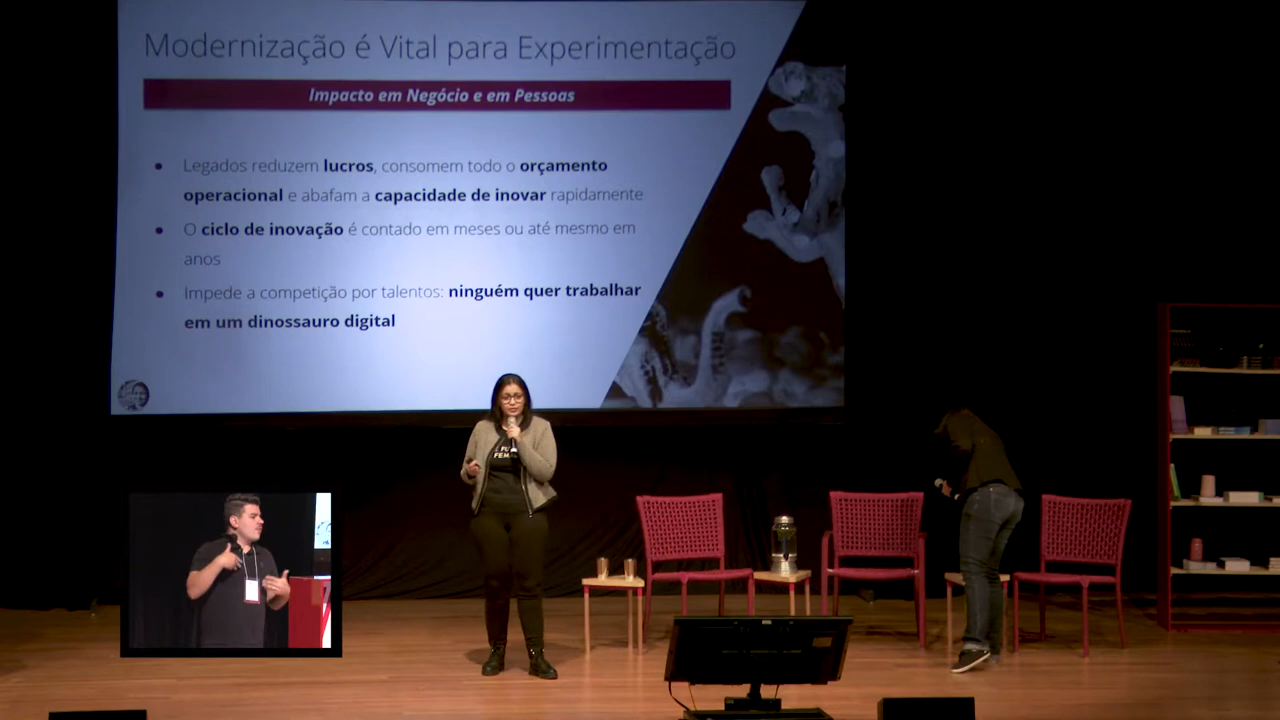 Modernização é Vital para Experimentação
Impacto em Negócio e em Pessoas
• Legados reduzem lucros, consomem todo o orçamento
operacional e abafam a capacidade de inovar rapidamente
• O ciclo de inovação é contado em meses ou até mesmo em
anos
• Impede a competição por talentos: ninguém quer trabalhar
em um dinossauro digital